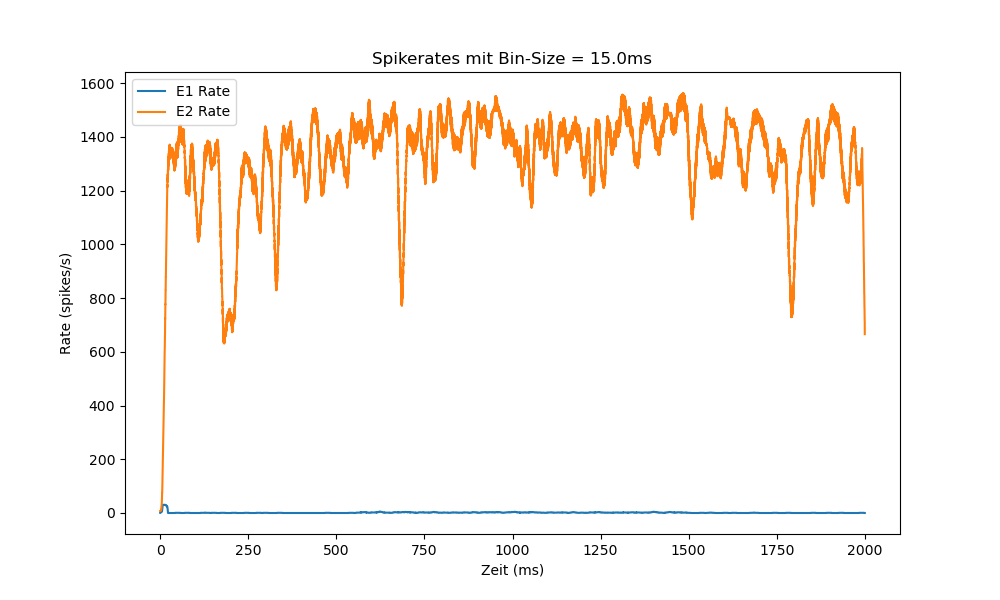 Spikerates mit Bin-Size = 15.0ms
E1 Rate
E2 Rate
1600
1400
1200
1000
800
600
400
200
0
Rate (spikes/s)
0 250 500 750 1000 1250 1500 1750 2000
Zeit (ms)